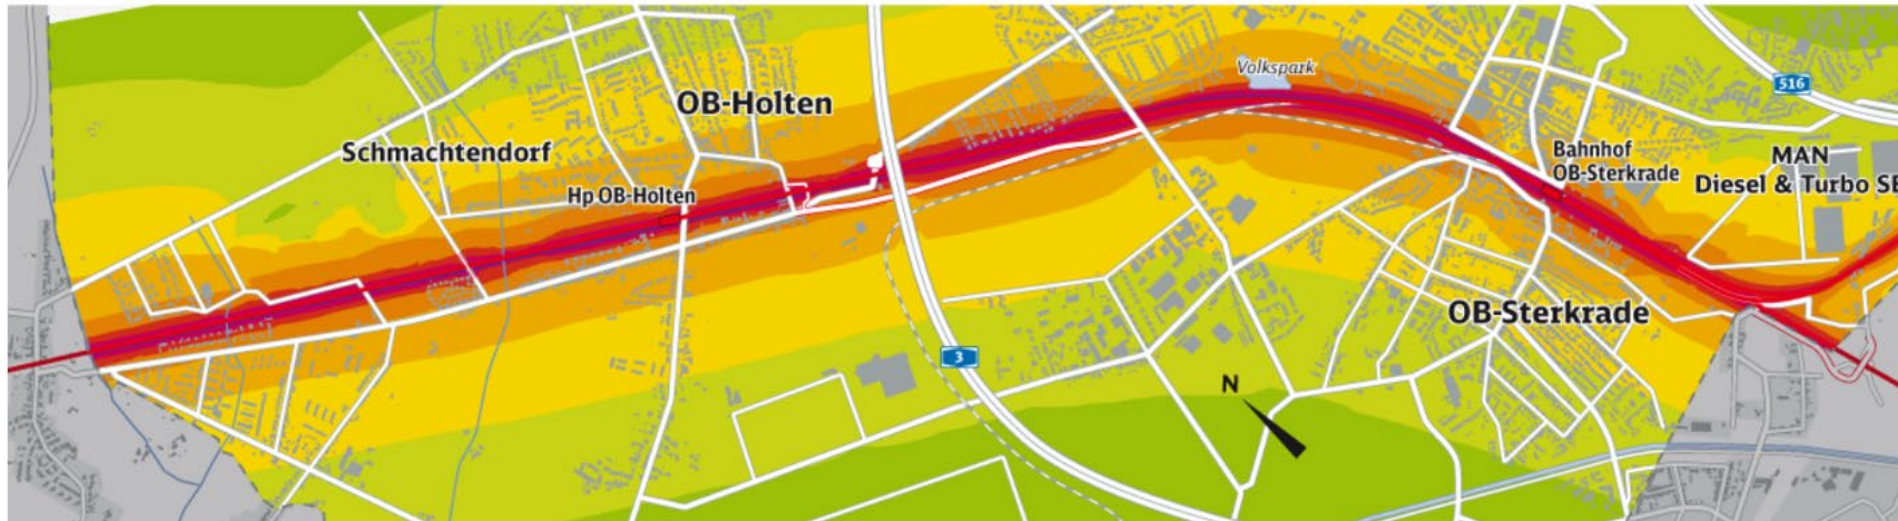 Volkspark
516
OB-Holten
Schmachtendorf
Bahnhof
OB-Sterkrade
MAN
Diesel & Turbo SE
Hp OB-Holten
OB-Sterkrade
3
N